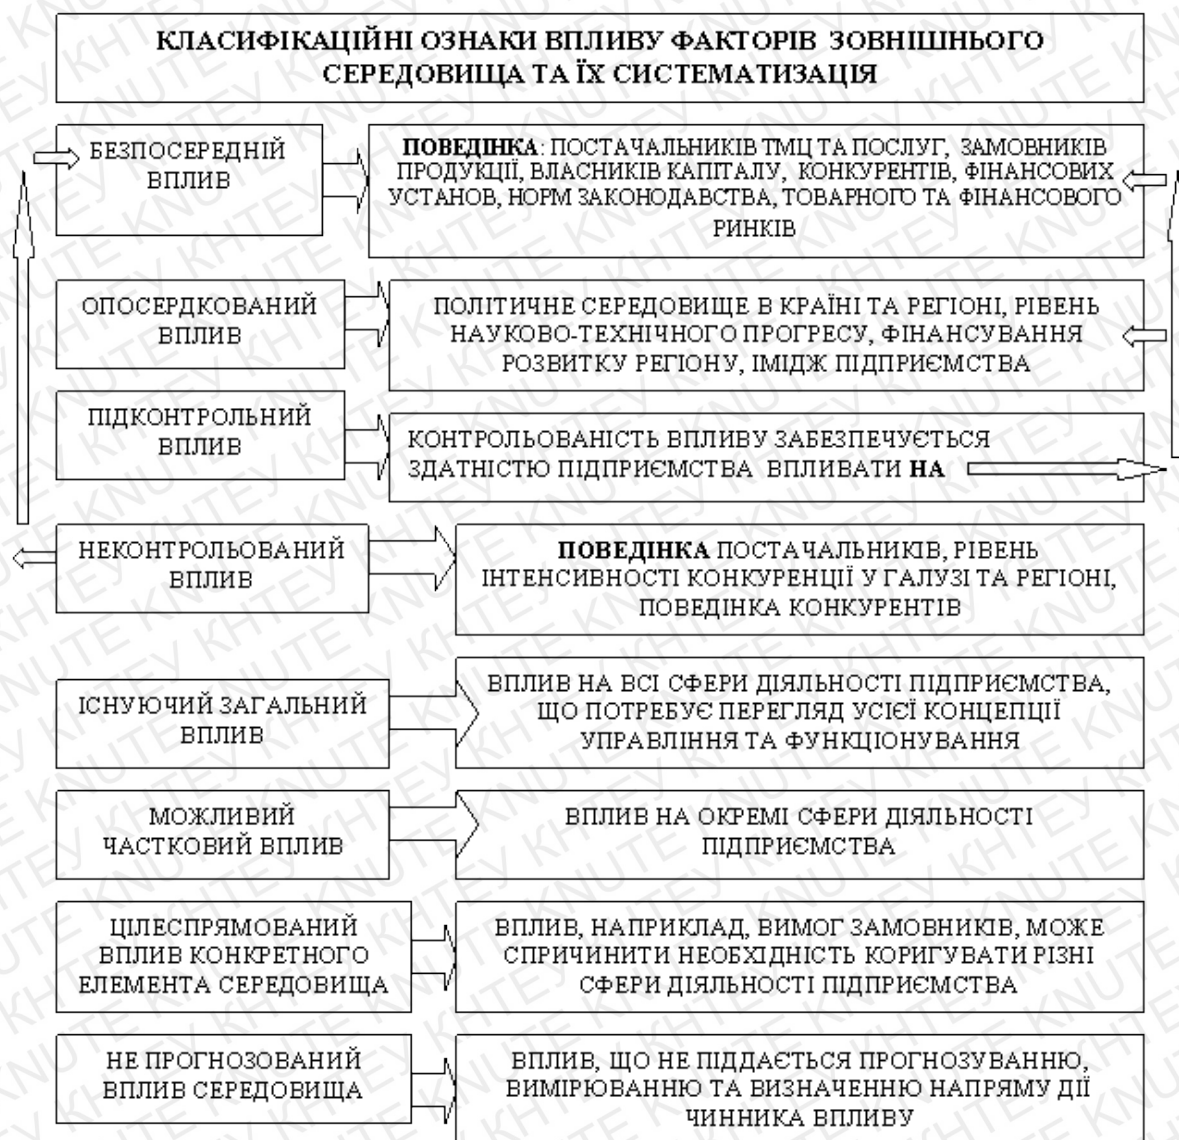 КЛАСИФІКАЦІЙНІ ОЗНАКИ ВПЛИВУ ФАКТОРІВ ЗОВНІШНЬОГО
СЕРЕДОВИЩА ТА ЇХ СИСТЕМАТИЗАЦІЯ
БЕЗПОСЕРЕДНІЙ
ВПЛИВ
ПОВЕДІНКА: ПОСТАЧАЛЬНИКІВ ТМЦ ТА ПОСЛУГ, ЗАМОВНИКІВ
ПРОДУКЦІЇ, ВЛАСНИКІВ КАПІТАЛУ, КОНКУРЕНТІВ, ФІНАНСОВИХ
УСТАНОВ, НОРМ ЗАКОНОДАВСТВА, ТОВАРНОГО ТА ФІНАНСОВОГО
РИНКІВ
ОПОСЕРДКОВАНИЙ
ВПЛИВ
ПОЛІТИЧНЕ СЕРЕДОВИЩЕ В КРАЇНІ ТА РЕГІОНІ, РІВЕНЬ
НАУКОВО-ТЕХНІЧНОГО ПРОГРЕСУ, ФІНАНСУВАННЯ
РОЗВИТКУ РЕГІОНУ, ІМІДЖ ПІДПРИЄМСТВА
ПІДКОНТРОЛЬНИЙ
ВПЛИВ
КОНТРОЛЬОВАНІСТЬ ВПЛИВУ ЗАБЕЗПЕЧУЄТЬСЯ
ЗДАТНІСТЮ ПІДПРИЄМСТВА ВПЛИВАТИ НА
НЕКОНТРОЛЬОВАНИЙ
ВПЛИВ
ПОВЕДІНКА ПОСТАЧАЛЬНИКІВ, РІВЕНЬ
ІНТЕНСИВНОСТІ КОНКУРЕНЦІЇ У ГАЛУЗІ ТА РЕГІОНІ,
ПОВЕДІНКА КОНКУРЕНТІВ
ІСНУЮЧИЙ ЗАГАЛЬНИЙ
ВПЛИВ
ВПЛИВ НА ВСІ СФЕРИ ДІЯЛЬНОСТІ ПІДПРИЄМСТВА,
ЩО ПОТРЕБУЄ ПЕРЕГЛЯД УСІЄЇ КОНЦЕПЦІЇ
УПРАВЛІННЯ ТА ФУНКЦІОНУВАННЯ
МОЖЛИВИЙ
ЧАСТКОВИЙ ВПЛИВ
ВПЛИВ НА ОКРЕМІ СФЕРИ ДІЯЛЬНОСТІ
ПІДПРИЄМСТВА
ЦІЛЕСПРЯМОВАНИЙ
ВПЛИВ КОНКРЕТНОГО
ЕЛЕМЕНТА СЕРЕДОВИЩА
ВПЛИВ, НАПРИКЛАД, ВИМОГ ЗАМОВНИКІВ, МОЖЕ
СПРИЧИНИТИ НЕОБХІДНІСТЬ КОРИГУВАТИ РІЗНІ
СФЕРИ ДІЯЛЬНОСТІ ПІДПРИЄМСТВА
НЕ ПРОГНОЗОВАНИЙ
ВПЛИВ СЕРЕДОВИЩА
ВПЛИВ, ЩО НЕ ПІДДАЄТЬСЯ ПРОГНОЗУВАННЮ,
ВИМІРЮВАННЮ ТА ВИЗНАЧЕННЮ НАПРЯМУ ДІЇ
ЧИННИКА ВПЛИВУ